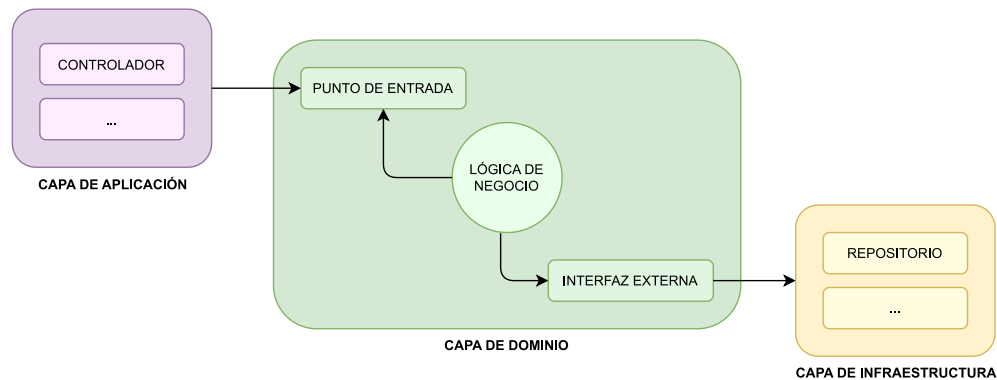 CONTROLADOR
...
CAPA DE APLICACIÓN
PUNTO DE ENTRADA
LÓGICA DE
NEGOCIO
INTERFAZ EXTERNA
CAPA DE DOMINIO
REPOSITORIO
...
CAPA DE INFRAESTRUCTURA